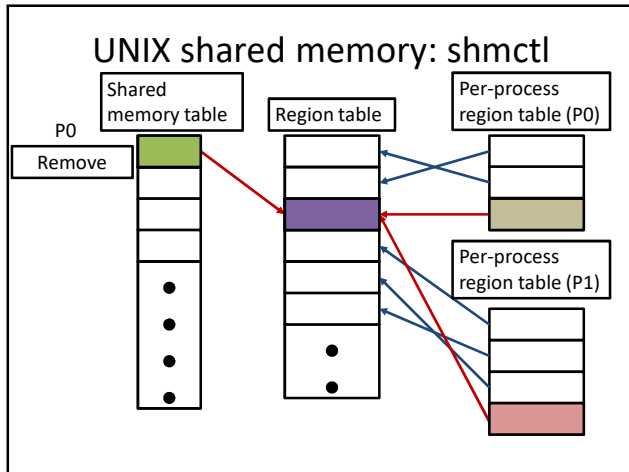 UNIX shared memory: shmctl
Shared
memory table
Region table
Per-process
region table (P0)
P0
Remove
Per-process
region table (P1)